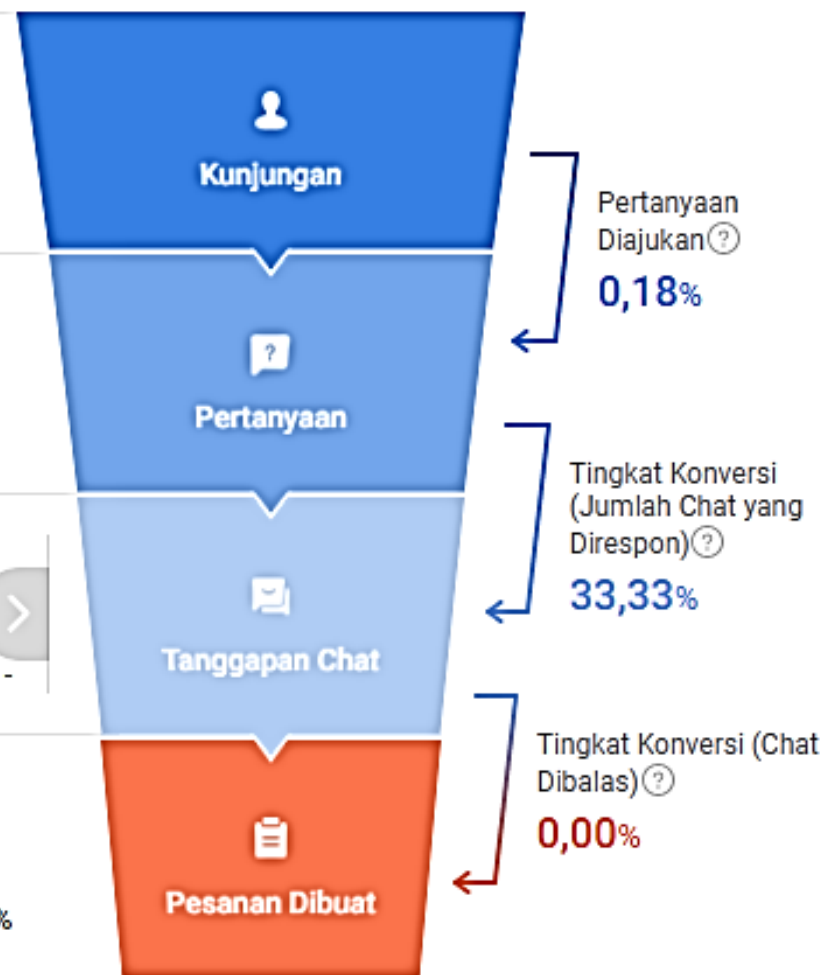 Kunjungan
Pertanyaan
Diajukan?
0,18%
?
Pertanyaan
Tingkat Konversi
(Jumlah Chat yang
Direspon)?
33,33%
Tanggapan Chat
-
Tingkat Konversi (Chat
Dibalas)?
0,00%
Pesanan Dibuat
%